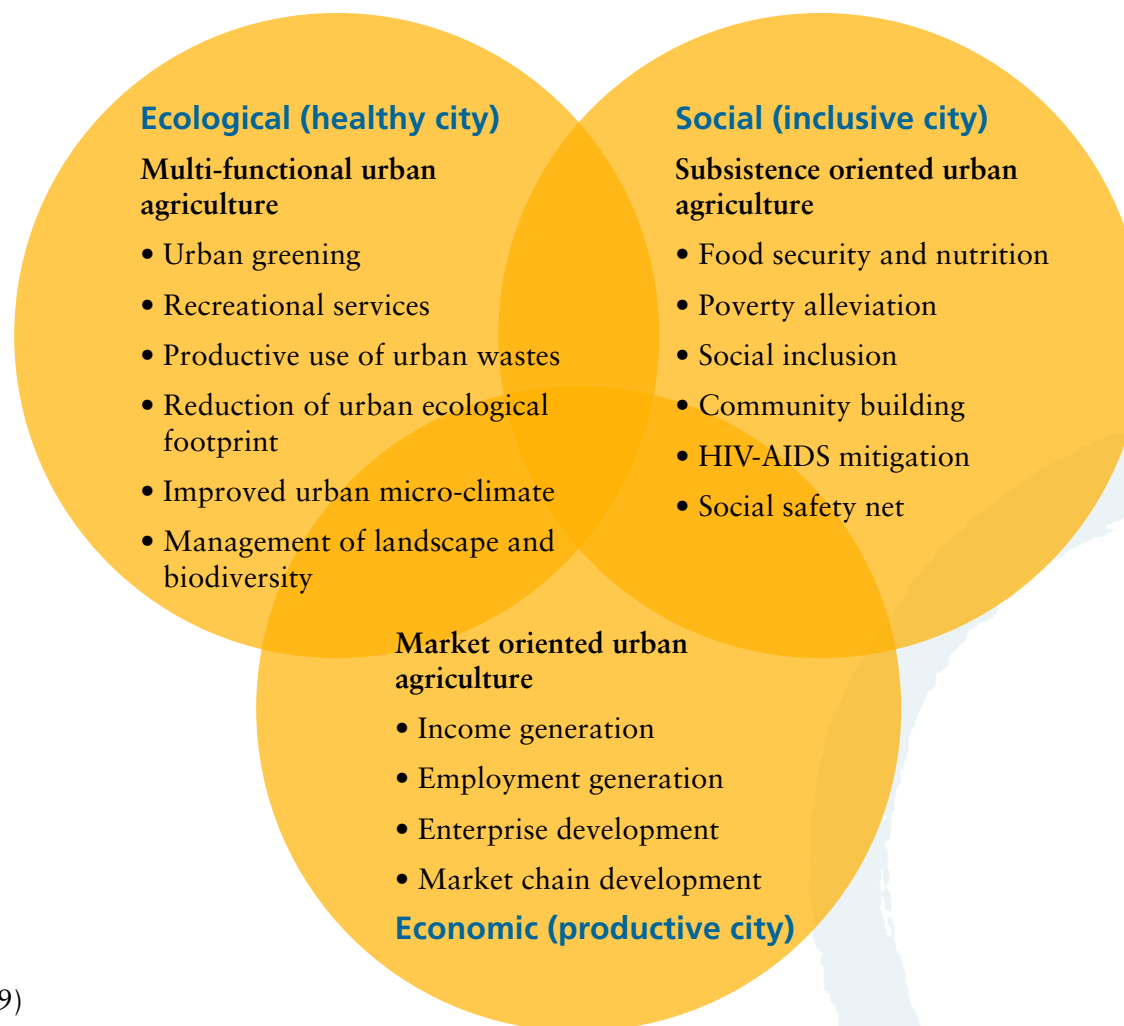 Ecological (healthy city)
Multi-functional urban
agriculture
• Urban greening
• Recreational services
• Productive use of urban wastes
• Reduction of urban ecological
footprint
• Improved urban micro-climate
• Management of landscape and
biodiversity
Social (inclusive city)
Subsistence oriented urban
agriculture
• Food security and nutrition
• Poverty alleviation
• Social inclusion
• Community building
• HIV-AIDS mitigation
• Social safety net
Market oriented urban
agriculture
• Income generation
• Employment generation
• Enterprise development
• Market chain development
Economic (productive city)
9)